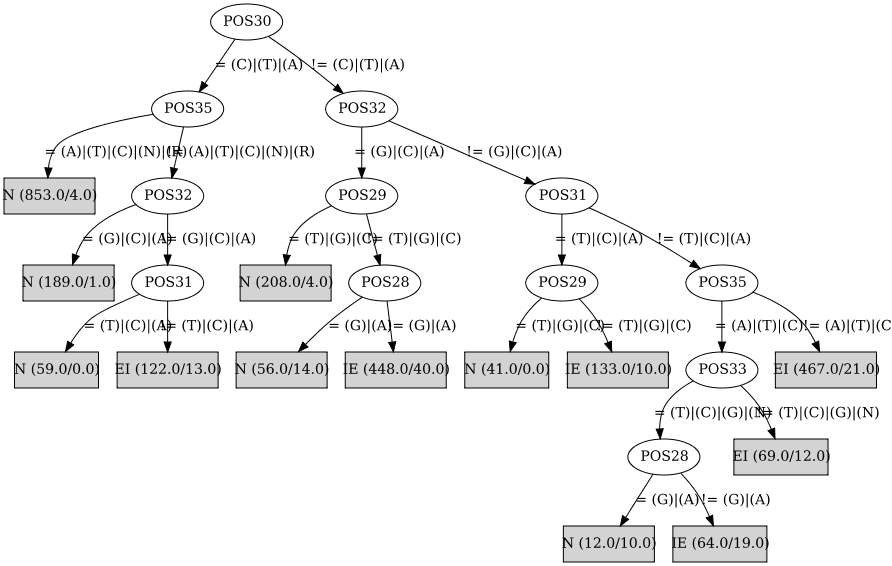 POS30
= (C)|(T)|(A) != (C)|(T)|(A)
POS35 POS32
= (A)|(T)|(C)|(N)|(R) != (A)|(T)|(C)|(N)|(R) = (G)|(C)|(A) != (G)|(C)|(A)
N (853.0/4.0) POS32 POS29 POS31
= (G)|(C)|(A) != (G)|(C)|(A) = (T)|(G)|(C) != (T)|(G)|(C) = (T)|(C)|(A) != (T)|(C)|(A)
N (189.0/1.0) POS31 N (208.0/4.0) POS28 POS29 POS35
= (T)|(C)|(A) != (T)|(C)|(A) = (G)|(A) != (G)|(A) = (T)|(G)|(C) != (T)|(G)|(C) = (A)|(T)|(C) != (A)|(T)|(C
N (59.0/0.0) EI (122.0/13.0) N (56.0/14.0) IE (448.0/40.0) N (41.0/0.0) IE (133.0/10.0) POS33 EI (467.0/21.0)
= (T)|(C)|(G)|(N) != (T)|(C)|(G)|(N)
POS28 EI (69.0/12.0)
= (G)|(A) != (G)|(A)
N (12.0/10.0) IE (64.0/19.0)